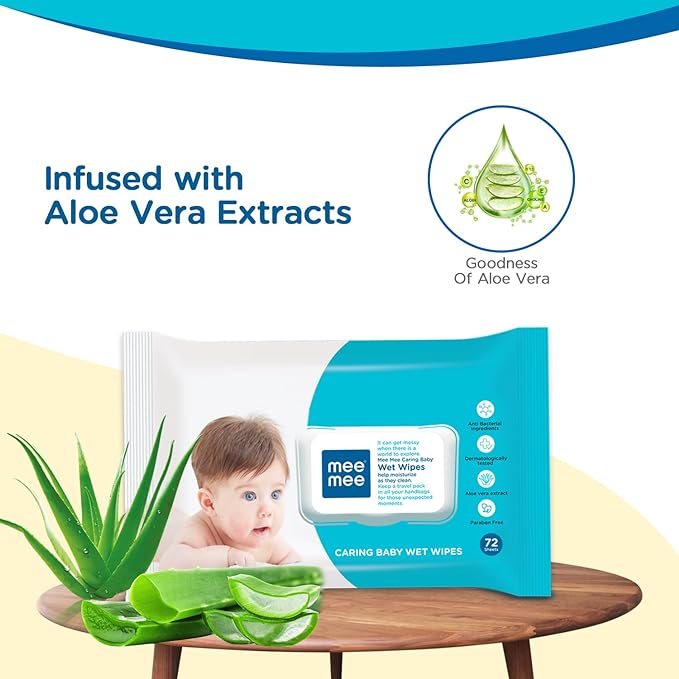 Infused with
Aloe Vera Extracts
C
B12
E
ALOIN
CHOLINE
A
Goodness
Of Aloe Vera
mee
mee
It can get messy
when there is a
world to explore
Mee Mee Caring Baby
Wet Wipes
help moisturize
as they clean.
Keep a travel pack
in all your handbags
for those unexpected
moments.
Anti Bacterial
Ingredients
Dermatologically
tested
Aloe vera extract
Paraben Free
CARING BABY WET WIPES
72
Sheets